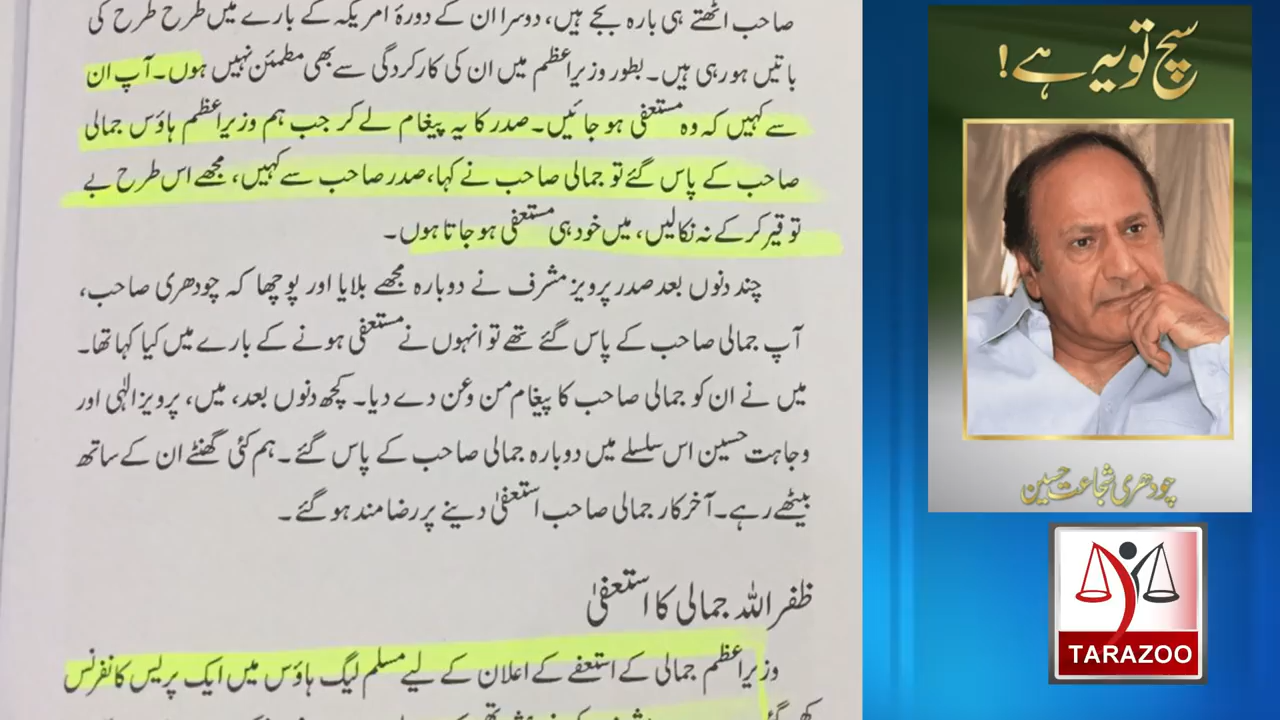 صاحب اٹھتے ہی بارہ بجے ہیں، دوسرا ان کے دورۂ امریکہ کے بارے میں طرح طرح کی
باتیں ہو رہی ہیں۔ بطور وزیراعظم میں ان کی کارکردگی سے بھی مطمئن نہیں ہوں۔ آپ ان
سے کہیں کہ وہ مستعفی ہو جائیں۔ صدر کا یہ پیغام لے کر جب ہم وزیراعظم ہاؤس جمالی
صاحب کے پاس گئے تو جمالی صاحب نے کہا، صدر صاحب سے کہیں، مجھے اس طرح بے
توقیر کر کے نہ نکالیں، میں خود ہی مستعفی ہو جاتا ہوں۔
چند دنوں بعد صدر پرویز مشرف نے دوبارہ مجھے بلایا اور پوچھا کہ چودھری صاحب،
آپ جمالی صاحب کے پاس گئے تھے تو انہوں نے مستعفی ہونے کے بارے میں کیا کہا تھا۔
میں نے ان کو جمالی صاحب کا پیغام من وعن دے دیا۔ کچھ دنوں بعد، میں، پرویز الٰہی اور
وجاہت حسین اس سلسلے میں دوبارہ جمالی صاحب کے پاس گئے۔ ہم کئی گھنٹے ان کے ساتھ
بیٹھے رہے۔ آخر کار جمالی صاحب استعفیٰ دینے پر رضا مند ہو گئے۔
ظفر اللہ جمالی کا استعفیٰ
وزیراعظم جمالی کے استعفے کے اعلان کے لیے مسلم لیگ ہاؤس میں ایک پریس کانفرنس
سچ تو یہ ہے!
چودھری شجاعت حسین
TARAZOO